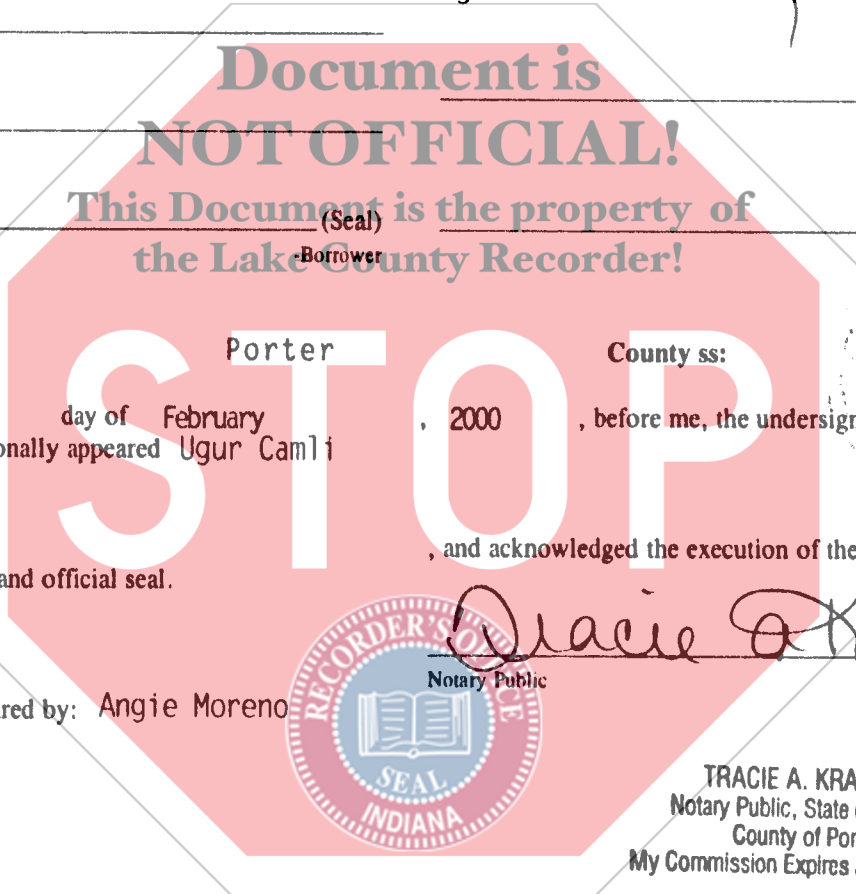 Document is
NOT OFFICIAL!
This Document is the property of
(Seal)
the Lake County Recorder!
-Borrower
STOP
Porter County ss:
day of February , 2000 , before me, the undersign
onally appeared Ugur Camli
, and acknowledged the execution of the
and official seal.
Tracie A K
Notary Public
red by: Angie Moreno
RECORDER'S OFFICE
SEAL
INDIANA
TRACIE A. KRA
Notary Public, State
County of Por
My Commission Expires